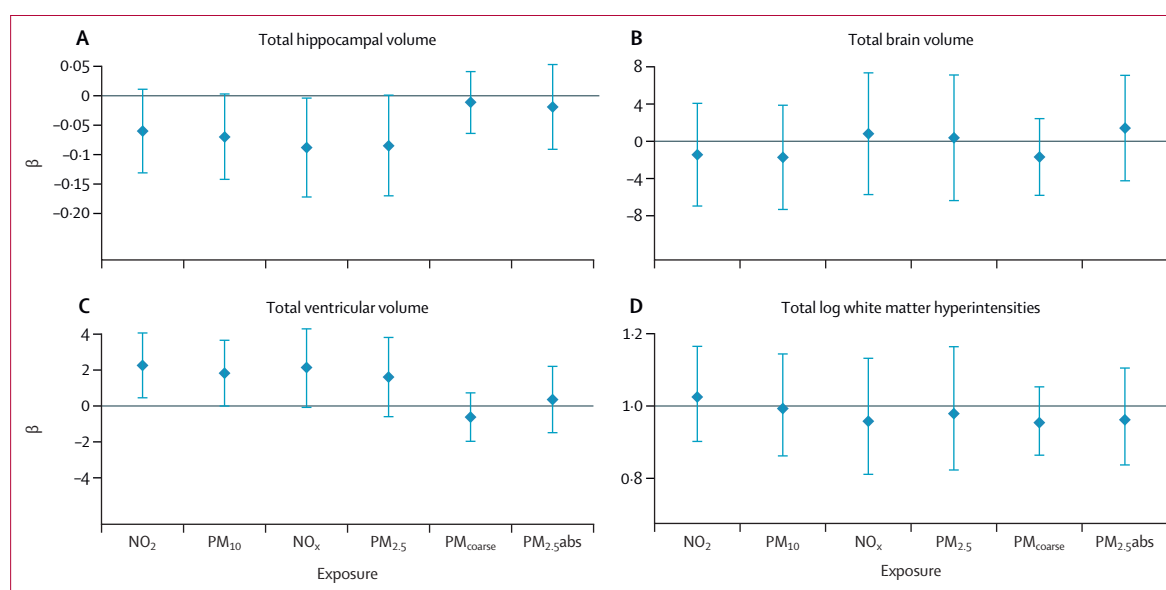 A
Total hippocampal volume
0·05
0
–0·05
–0·1
–0·15
–0·20
β
B
Total brain volume
8
4
0
–4
–8
C
Total ventricular volume
4
2
0
–2
–4
β
NO₂ PM₁₀ NOₓ PM₂.₅ PMcoarse PM₂.₅abs
Exposure
D
Total log white matter hyperintensities
1·2
1·0
0·8
NO₂ PM₁₀ NOₓ PM₂.₅ PMcoarse PM₂.₅abs
Exposure